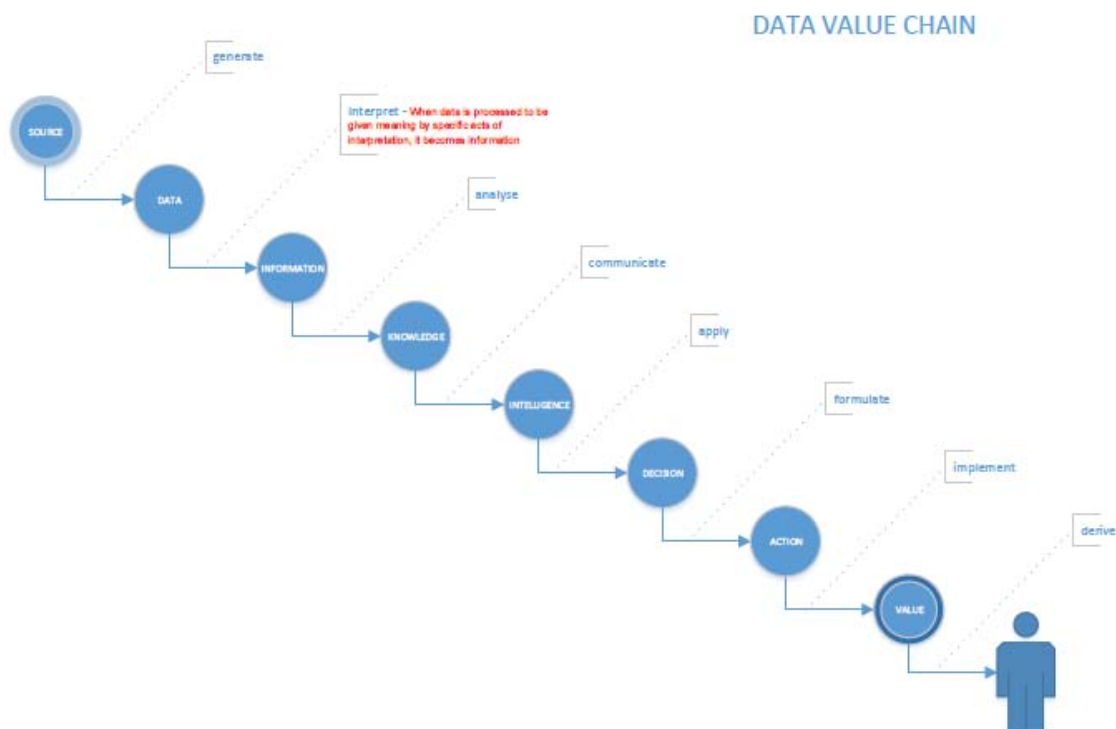 DATA VALUE CHAIN
generate
SOURCE
Interpret - When data is processed to be
given meaning by specific acts of
interpretation, it becomes information
DATA
analyse
INFORMATION
communicate
KNOWLEDGE
apply
INTELLIGENCE
formulate
DECISION
implement
ACTION
derive
VALUE